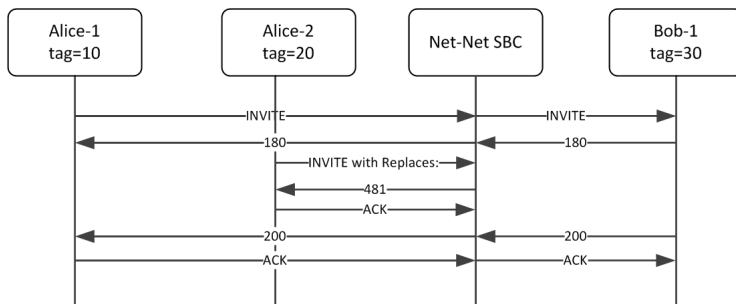 Alice-1
tag=10
Alice-2
tag=20
Net-Net SBC
Bob-1
tag=30
INVITE
INVITE
180
180
INVITE with Replaces:
481
ACK
200
200
ACK
ACK